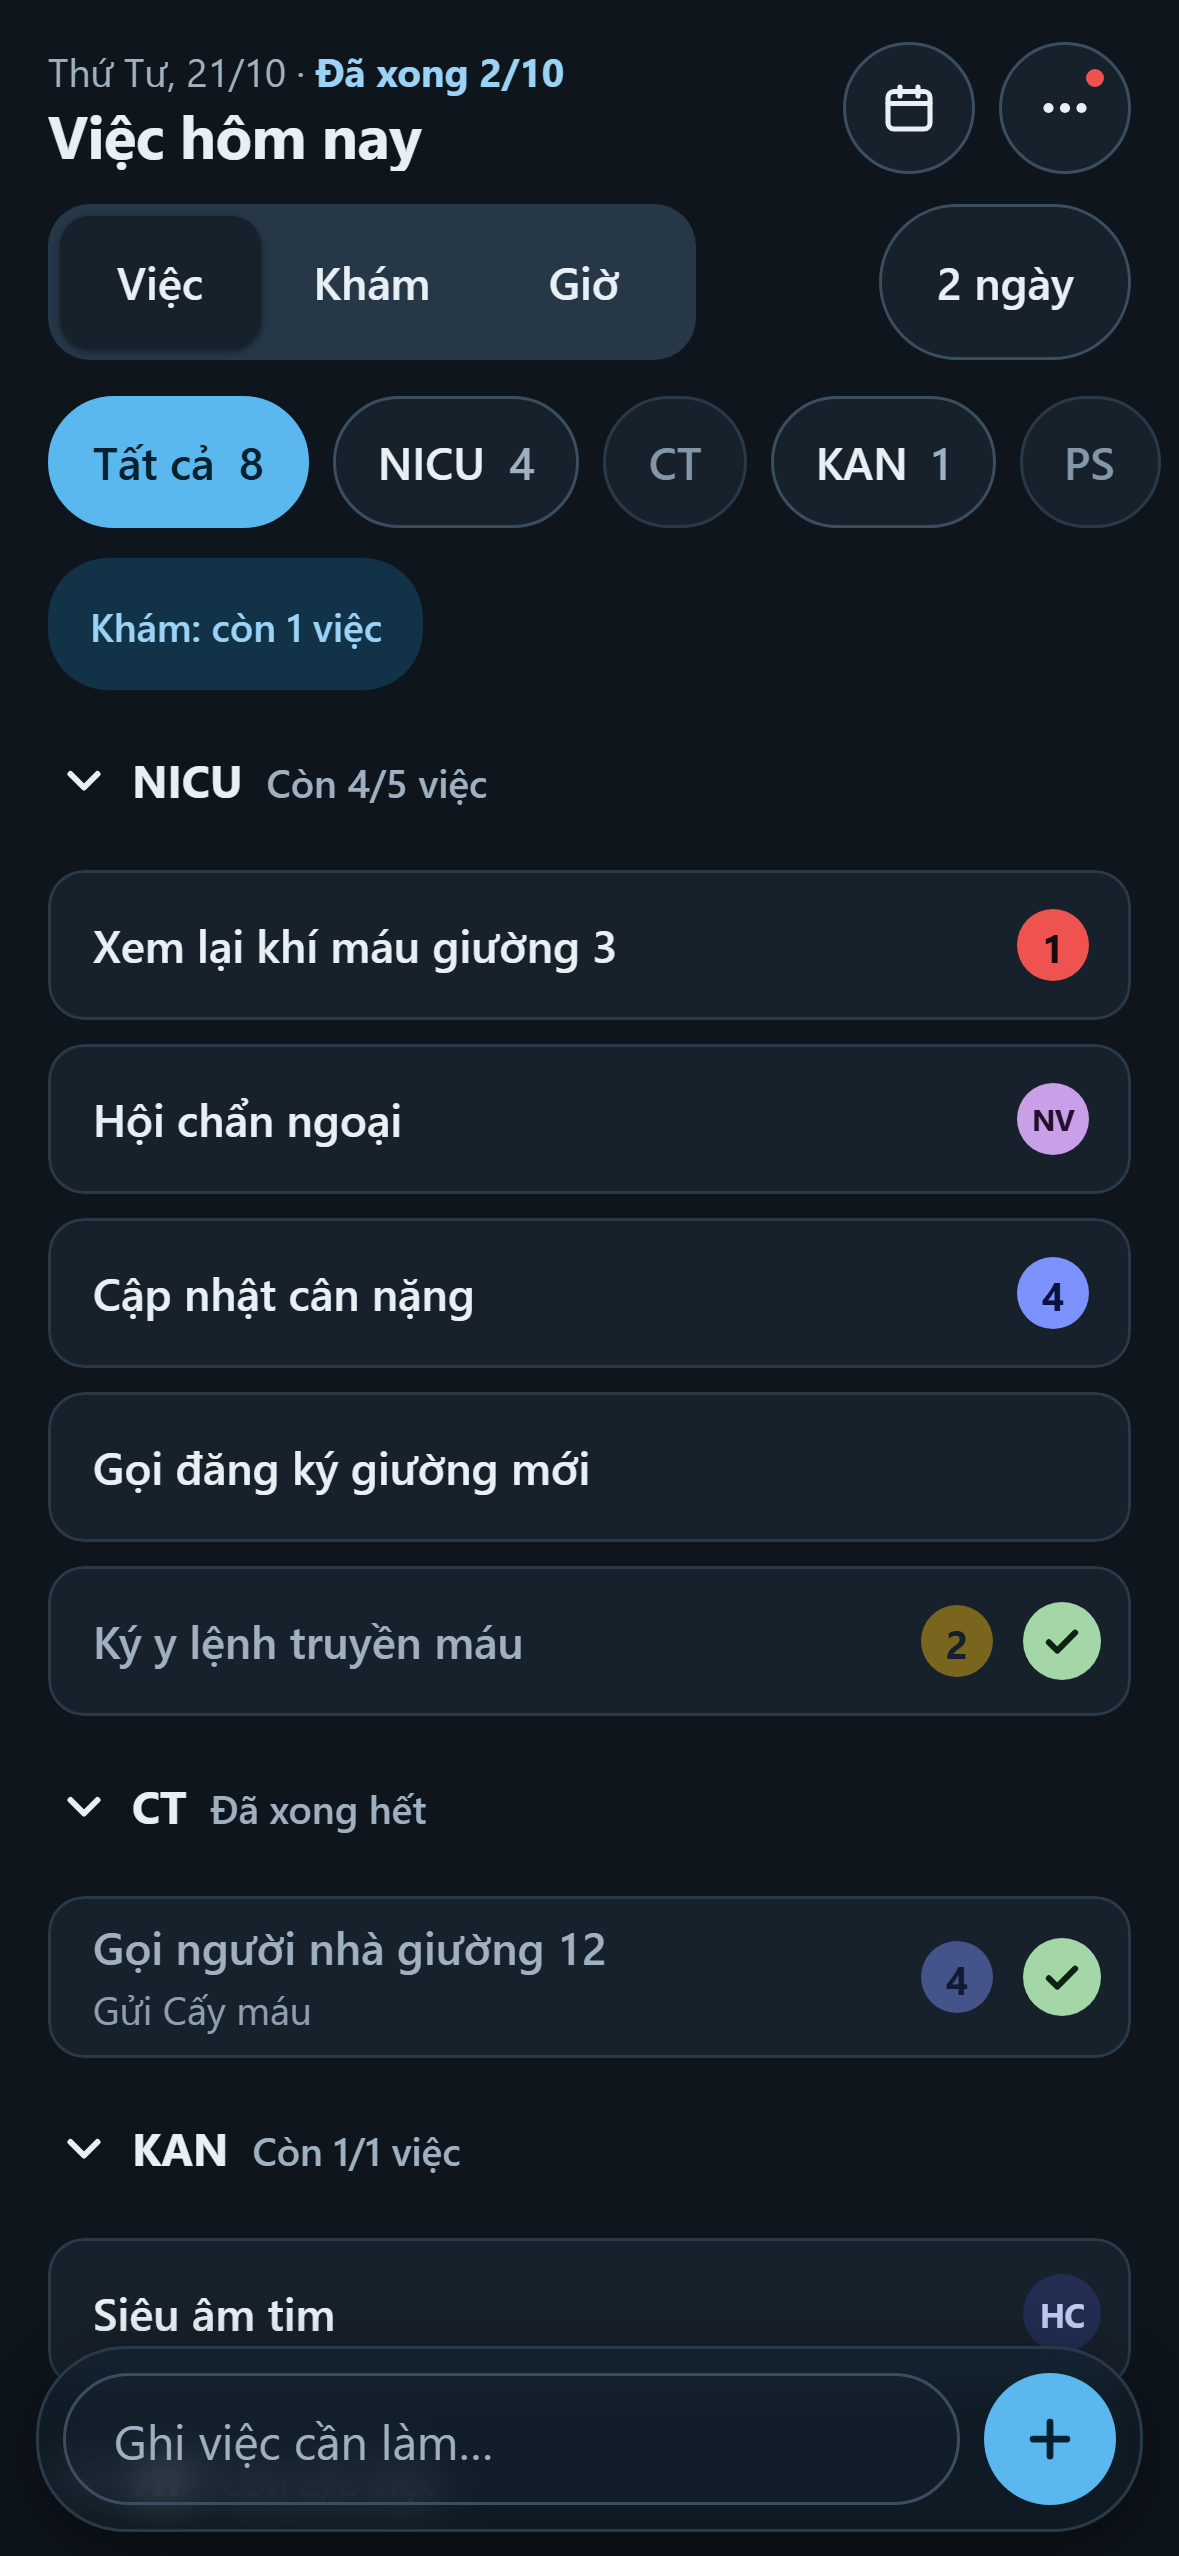 Thứ Tư, 21/10 · Đã xong 2/10
Việc hôm nay
Việc Khám Giờ 2 ngày
Tất cả 8 NICU 4 CT KAN 1 PS
Khám: còn 1 việc
NICU Còn 4/5 việc
Xem lại khí máu giường 3 1
Hội chẩn ngoại NV
Cập nhật cân nặng 4
Gọi đăng ký giường mới
Ký y lệnh truyền máu 2
CT Đã xong hết
Gọi người nhà giường 12 4
Gửi Cấy máu
KAN Còn 1/1 việc
Siêu âm tim HC
Ghi việc cần làm...